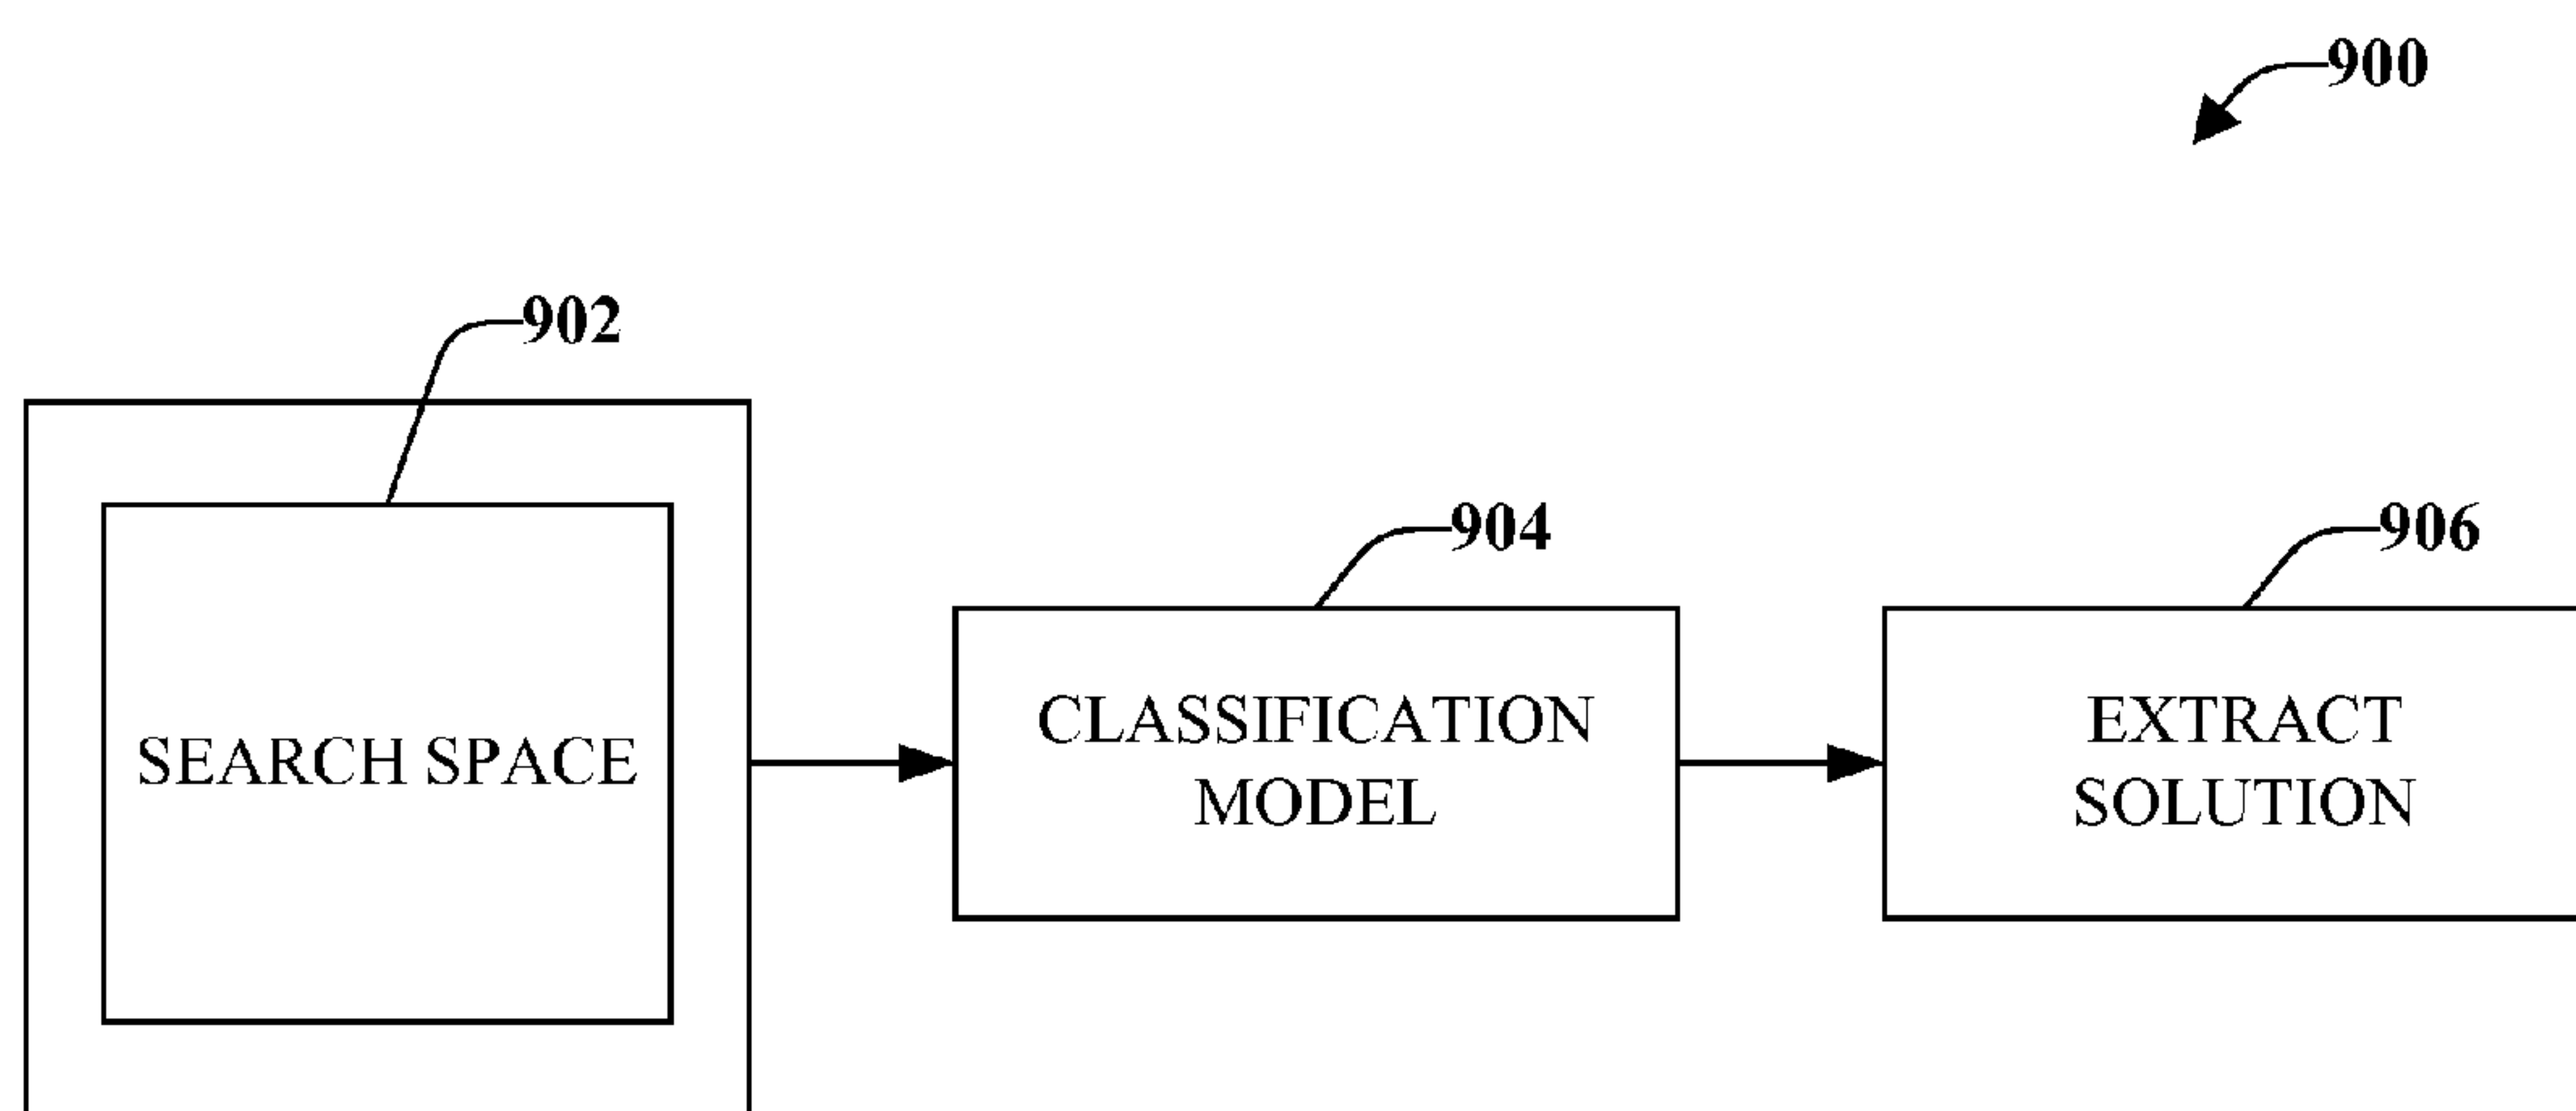 900
902
904
906
SEARCH SPACE
CLASSIFICATION
MODEL
EXTRACT
SOLUTION